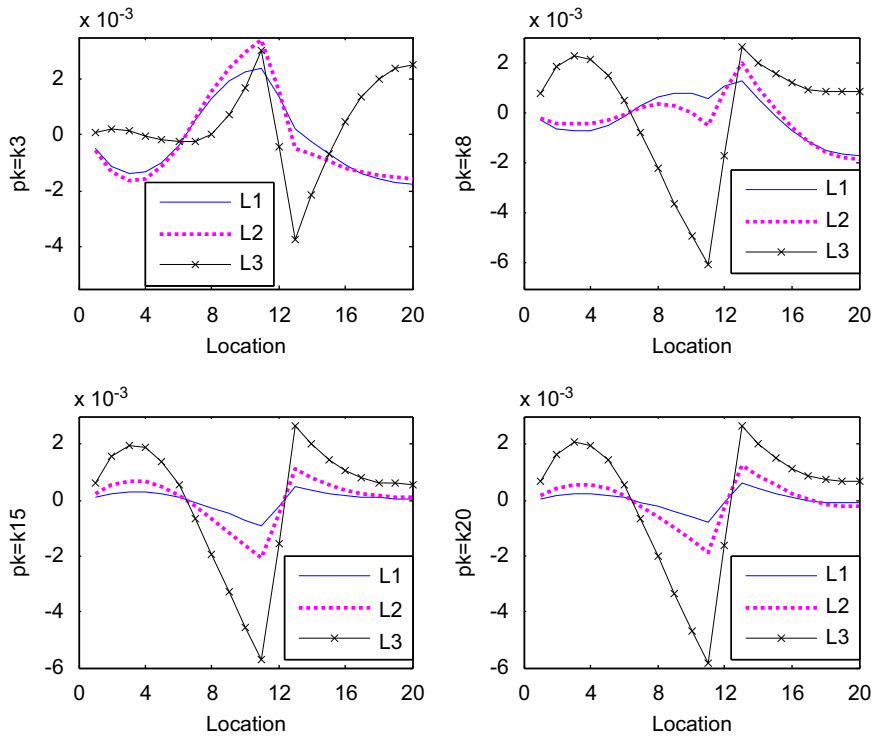 x 10^-3
pk=k3
2
0
-2
-4
L1
L2
L3
0 4 8 12 16 20
Location
x 10^-3
pk=k8
2
0
-2
-4
-6
L1
L2
L3
0 4 8 12 16 20
Location
x 10^-3
pk=k15
2
0
-2
-4
-6
L1
L2
L3
0 4 8 12 16 20
Location
x 10^-3
pk=k20
2
0
-2
-4
-6
L1
L2
L3
0 4 8 12 16 20
Location